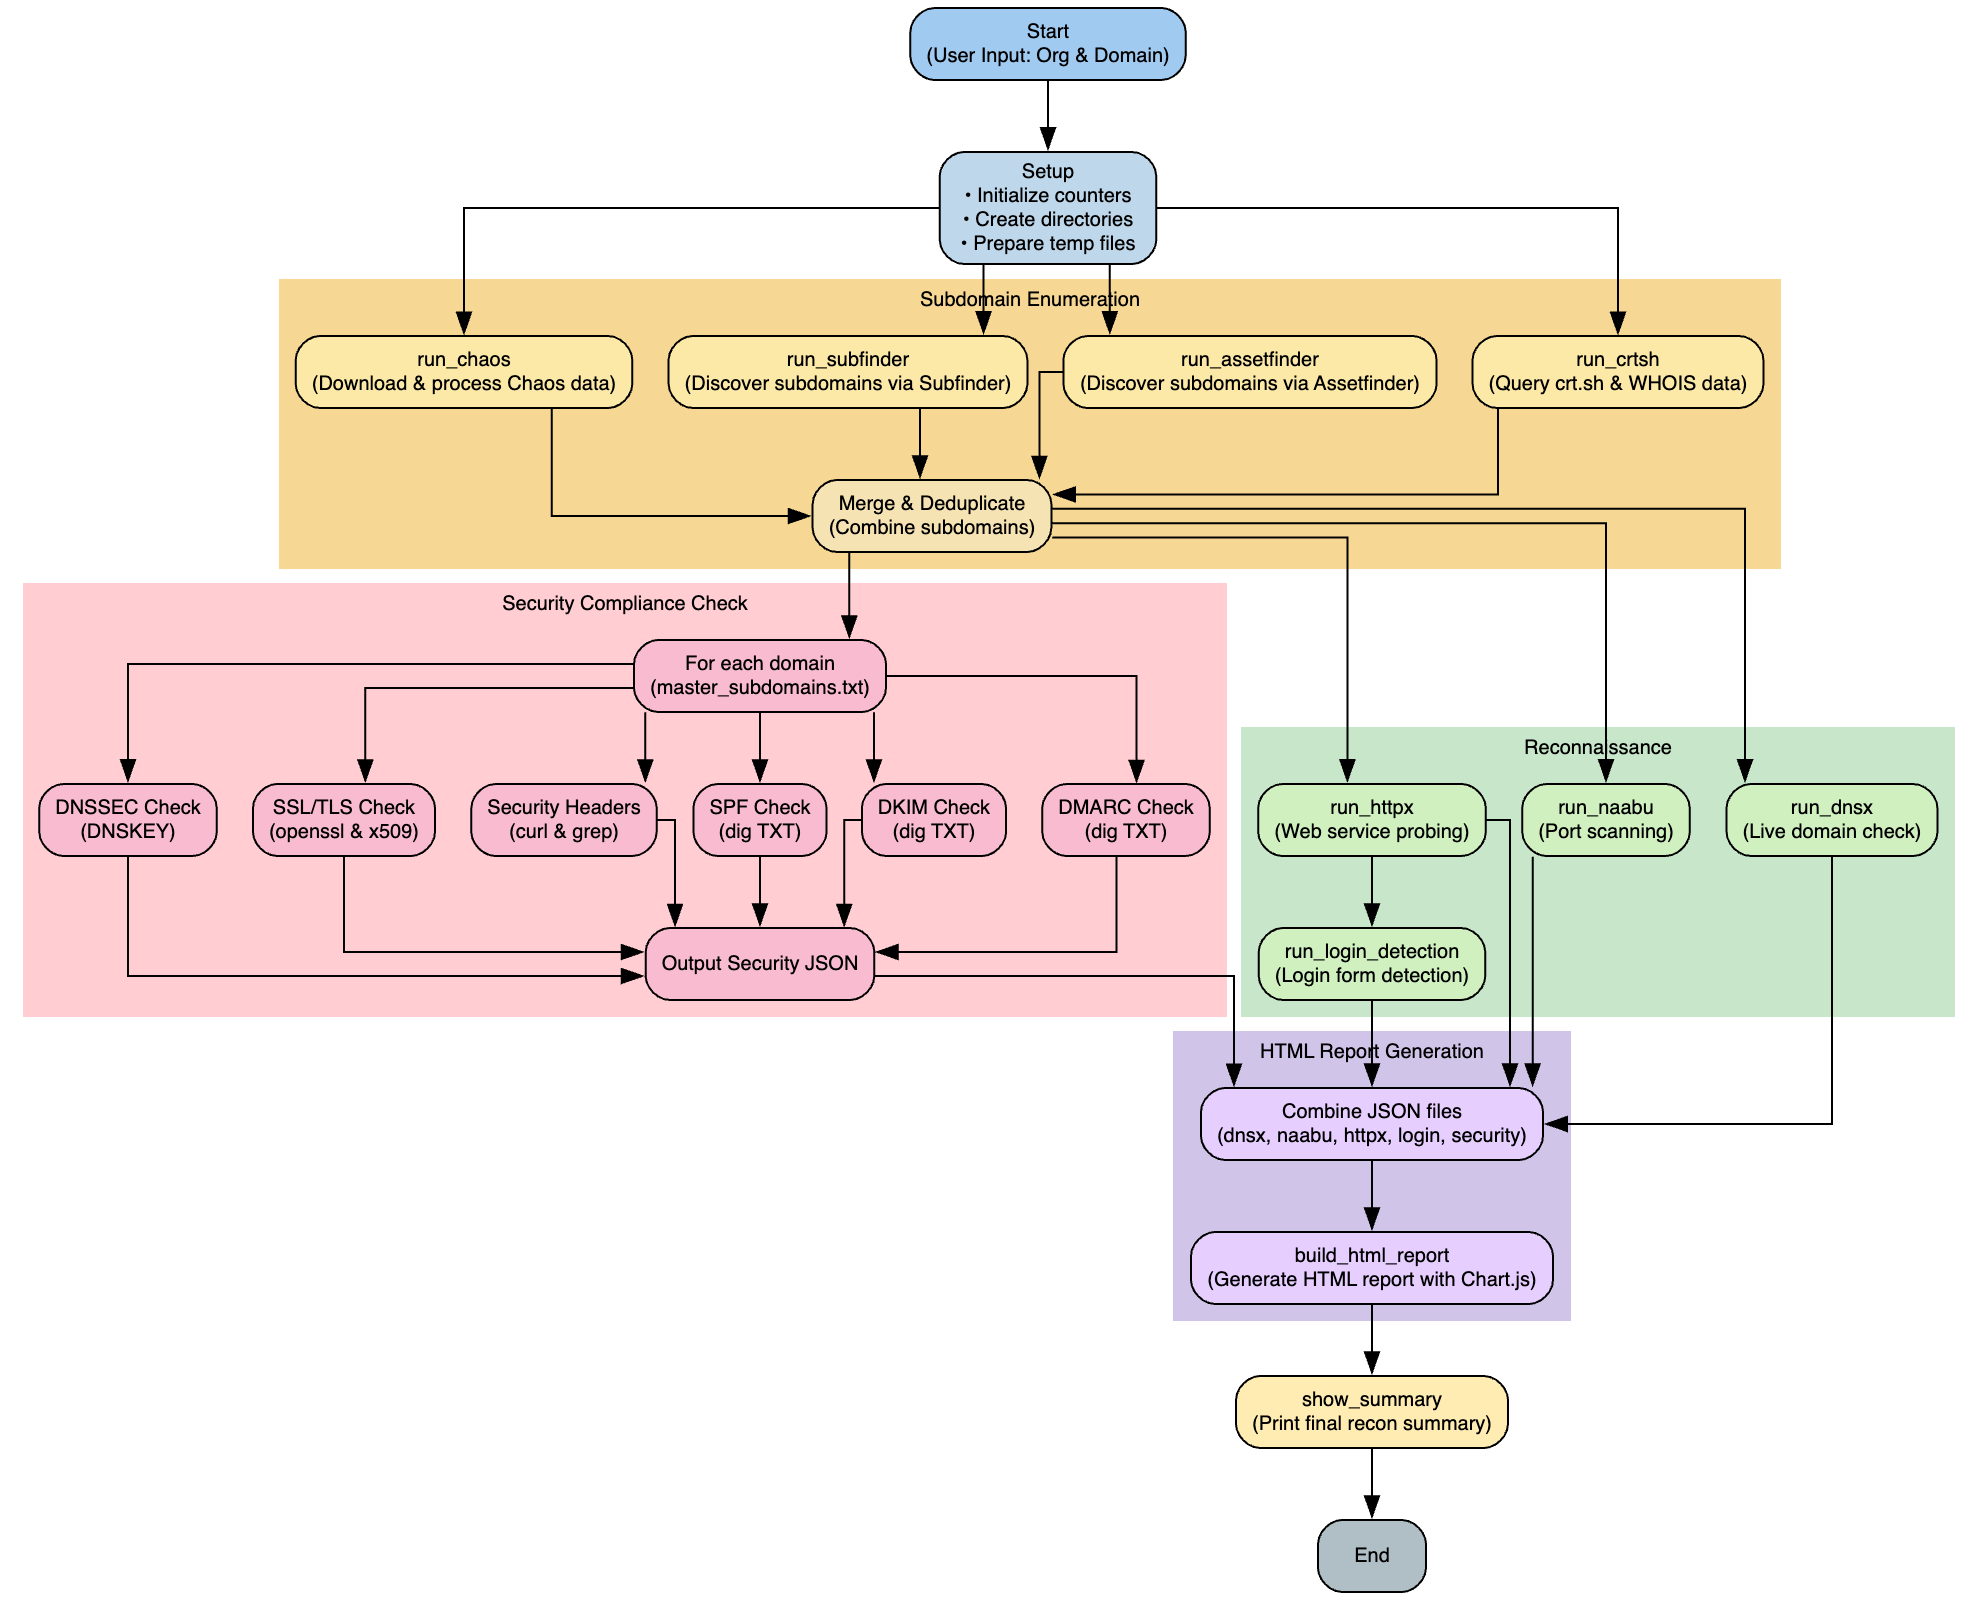 Start
(User Input: Org & Domain)
Setup
• Initialize counters
• Create directories
• Prepare temp files
Subdomain Enumeration
run_chaos
(Download & process Chaos data)
run_subfinder
(Discover subdomains via Subfinder)
run_assetfinder
(Discover subdomains via Assetfinder)
run_crtsh
(Query crt.sh & WHOIS data)
Merge & Deduplicate
(Combine subdomains)
Security Compliance Check
For each domain
(master_subdomains.txt)
DNSSEC Check
(DNSKEY)
SSL/TLS Check
(openssl & x509)
Security Headers
(curl & grep)
SPF Check
(dig TXT)
DKIM Check
(dig TXT)
DMARC Check
(dig TXT)
Output Security JSON
Reconnaissance
run_httpx
(Web service probing)
run_naabu
(Port scanning)
run_dnsx
(Live domain check)
run_login_detection
(Login form detection)
HTML Report Generation
Combine JSON files
(dnsx, naabu, httpx, login, security)
build_html_report
(Generate HTML report with Chart.js)
show_summary
(Print final recon summary)
End